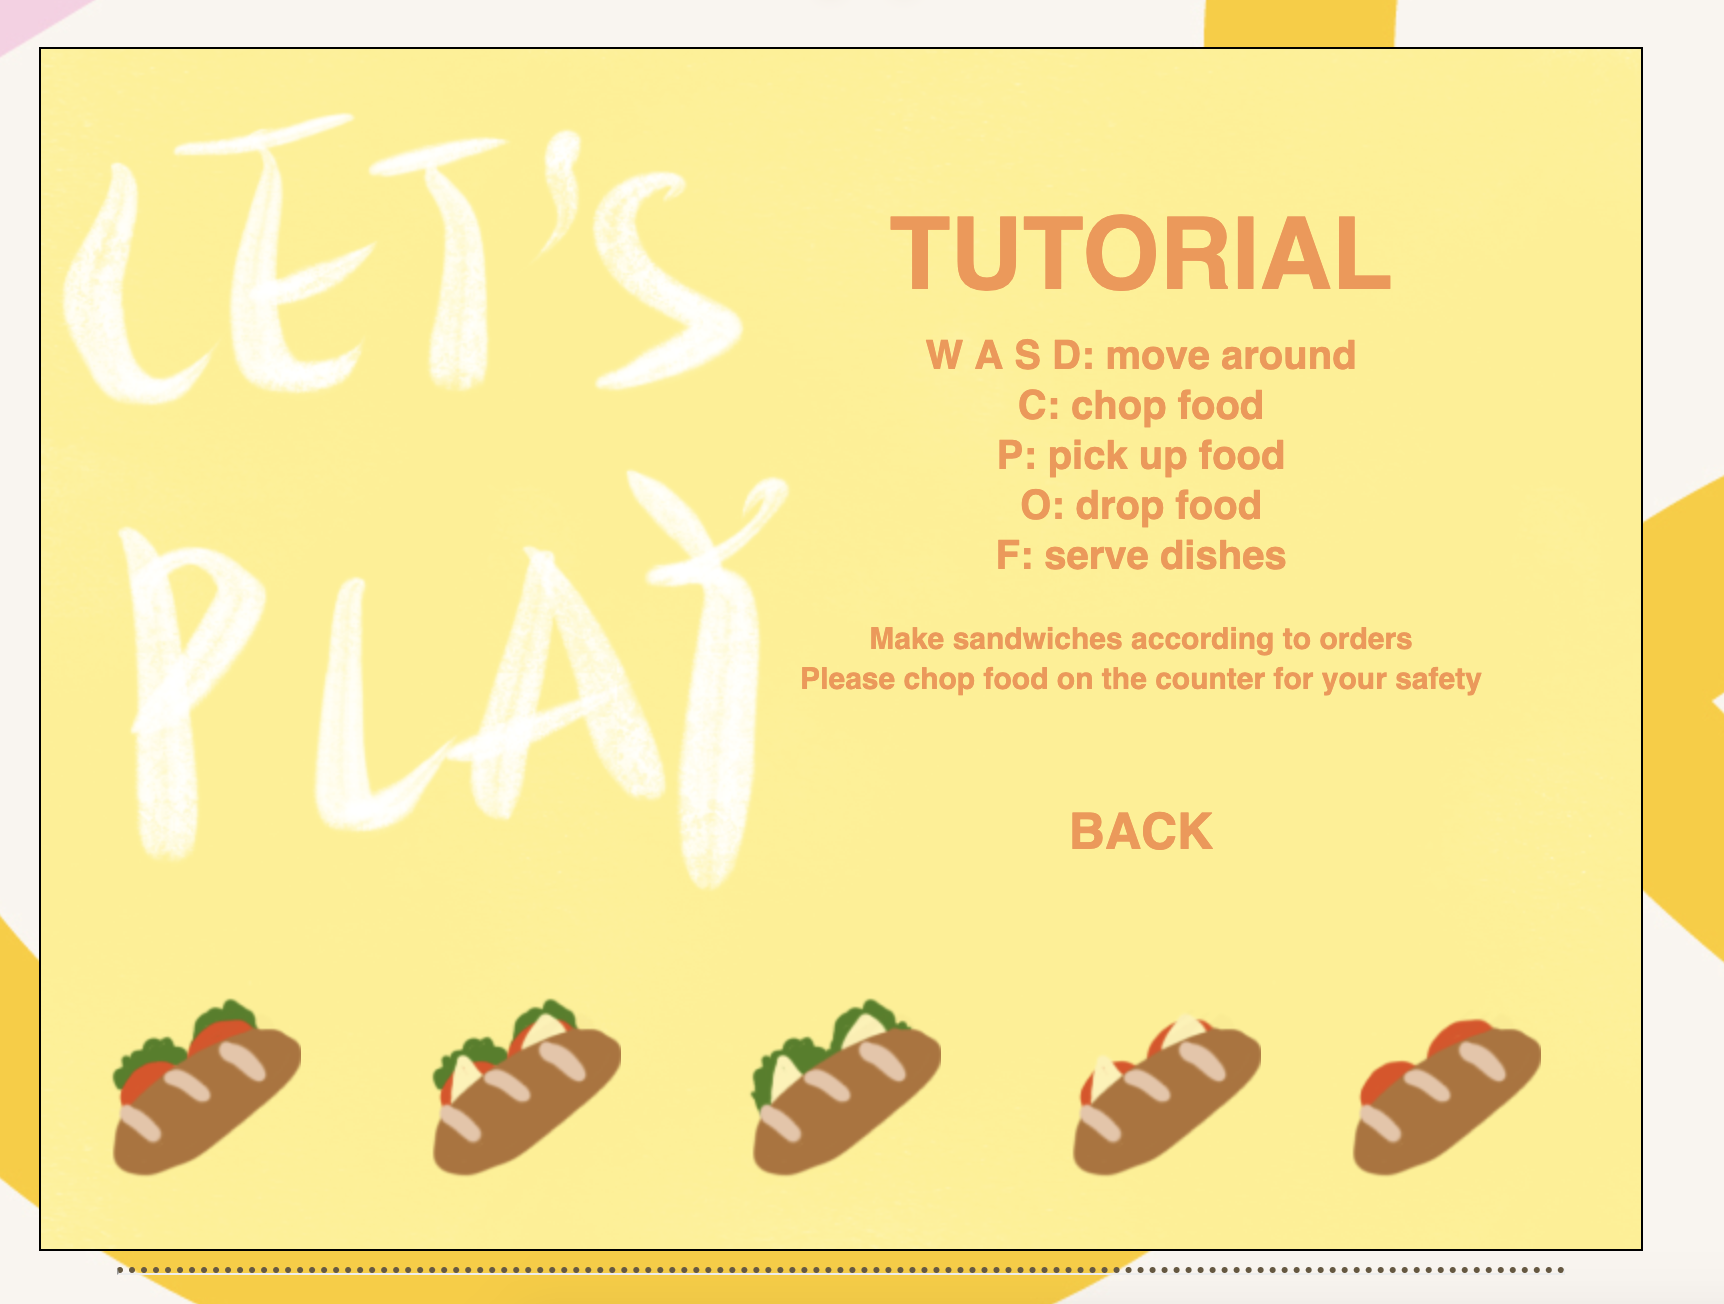 LET'S
PLAY
TUTORIAL
W A S D: move around
C: chop food
P: pick up food
O: drop food
F: serve dishes
Make sandwiches according to orders
Please chop food on the counter for your safety
BACK